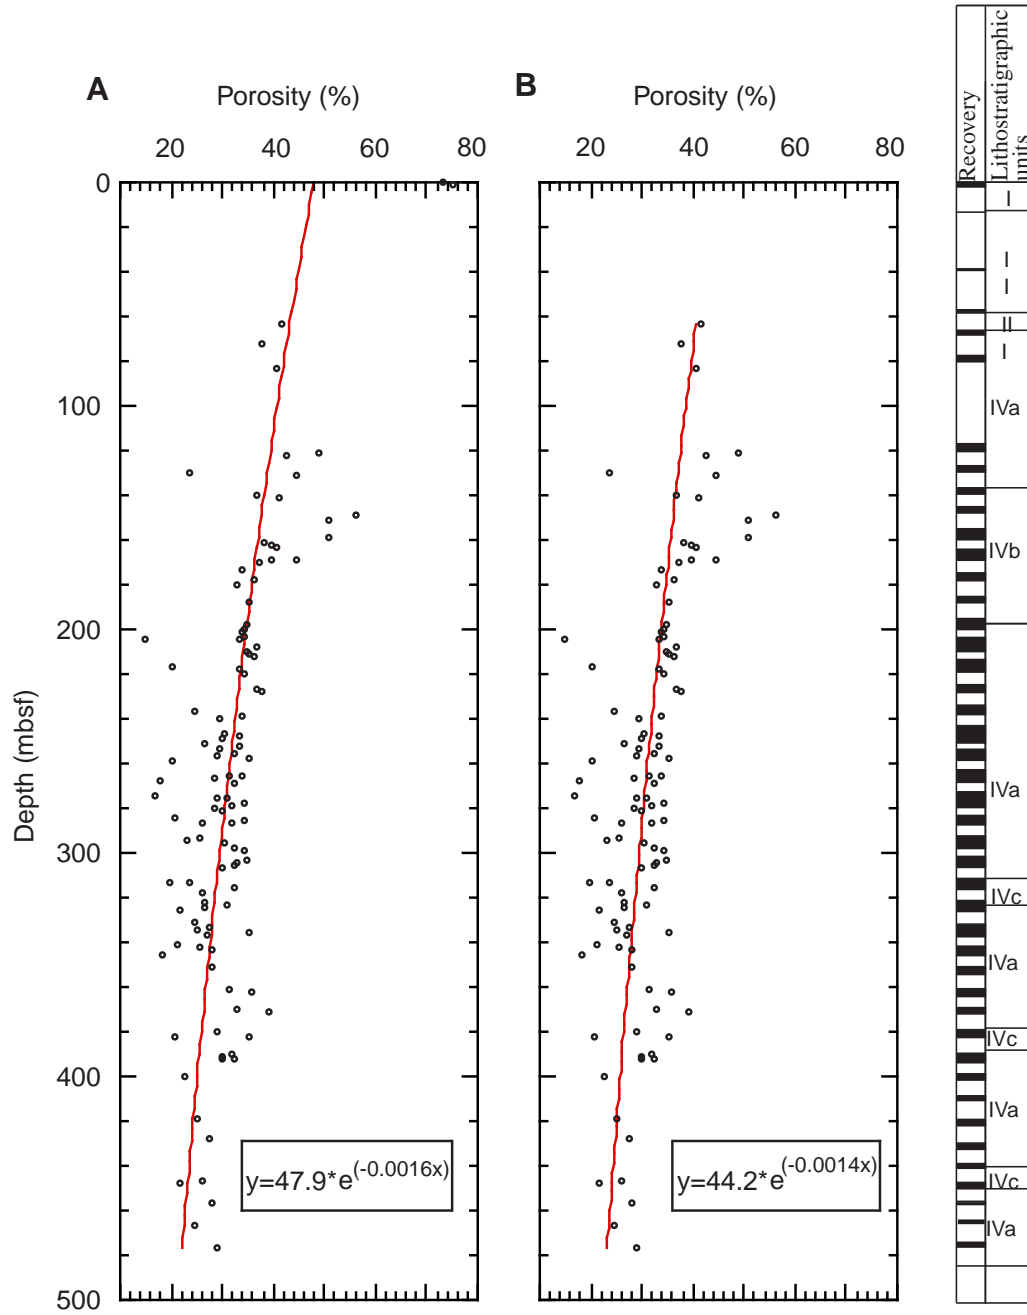 A
Porosity (%)
20 40 60 80
B
Porosity (%)
20 40 60 80
Recovery
Lithostratigraphic
units
0
100
200
300
400
500
Depth (mbsf)
y=47.9*e(-0.0016x)
y=44.2*e(-0.0014x)
I
I
I
II
I
IVa
IVb
IVa
IVc
IVa
IVc
IVa
IVc
IVa